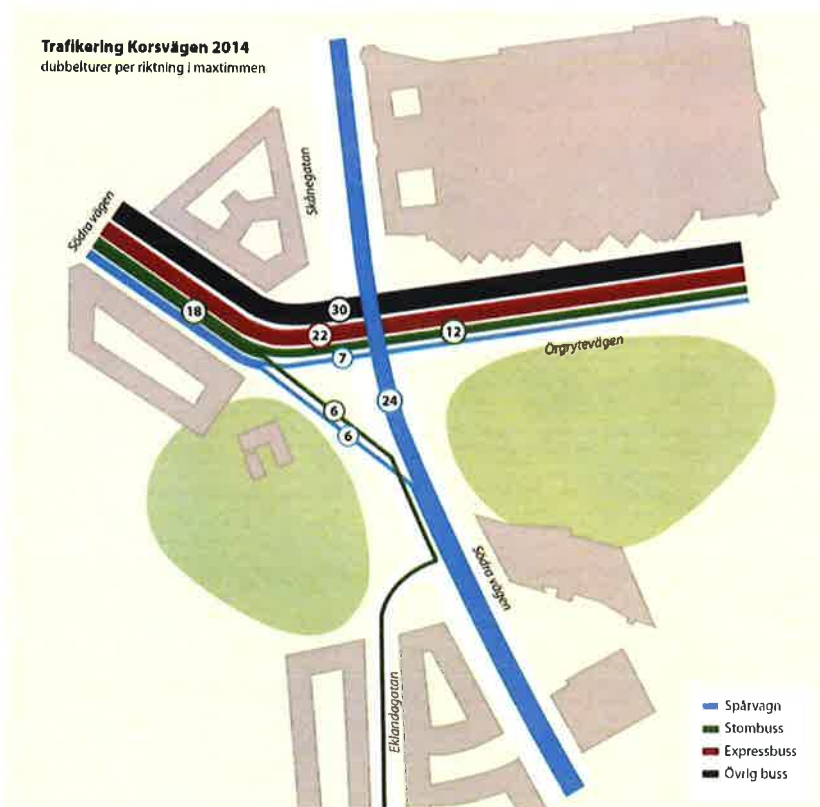 Trafikering Korsvägen 2014
dubbelturer per riktning i maxtimmen
Skånegatan
Södra vägen
18
30
22
12
7
Örgrytevägen
24
6
6
Södra vägen
Eklandagatan
Spårvagn
Stombuss
Expressbuss
Övrig buss